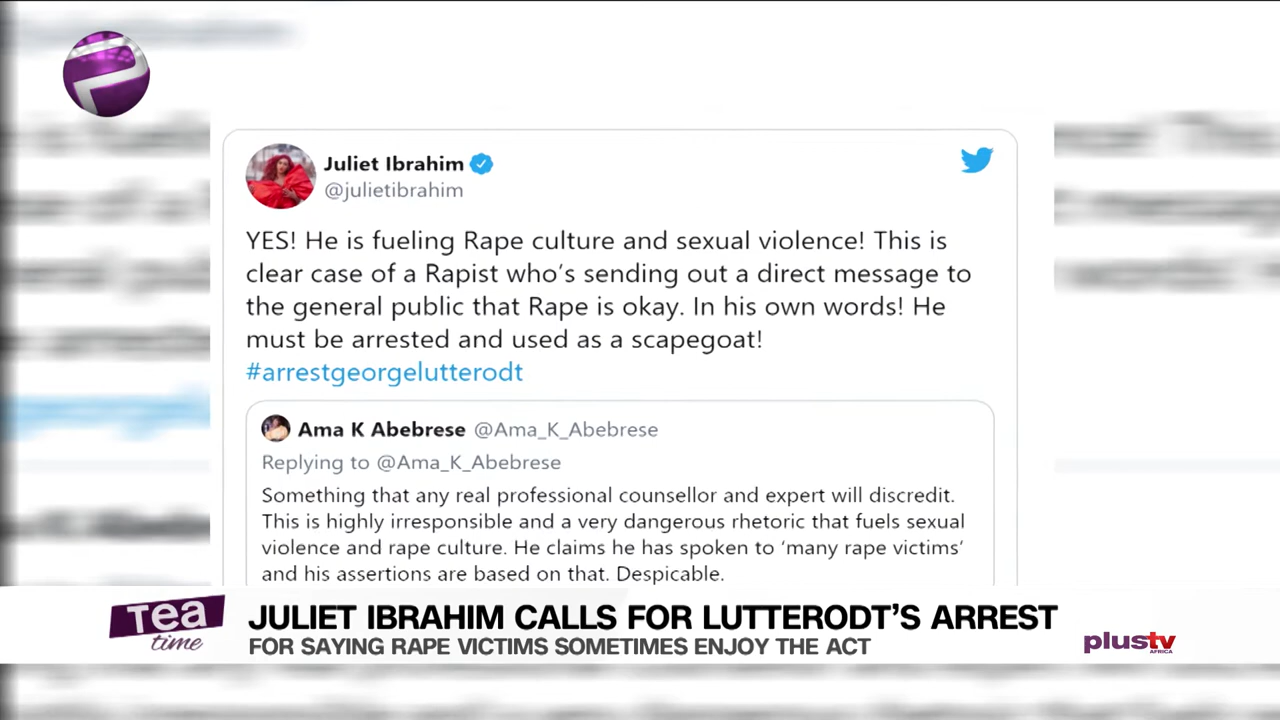 Juliet Ibrahim
@julietibrahim
YES! He is fueling Rape culture and sexual violence! This is
clear case of a Rapist who's sending out a direct message to
the general public that Rape is okay. In his own words! He
must be arrested and used as a scapegoat!
#arrestgeorgelutterodt
Ama K Abebrese @Ama_K_Abebrese
Replying to @Ama_K_Abebrese
Something that any real professional counsellor and expert will discredit.
This is highly irresponsible and a very dangerous rhetoric that fuels sexual
violence and rape culture. He claims he has spoken to ‘many rape victims’
and his assertions are based on that. Despicable.
Tea
time
JULIET IBRAHIM CALLS FOR LUTTERODT'S ARREST
FOR SAYING RAPE VICTIMS SOMETIMES ENJOY THE ACT
plustv
AFRICA